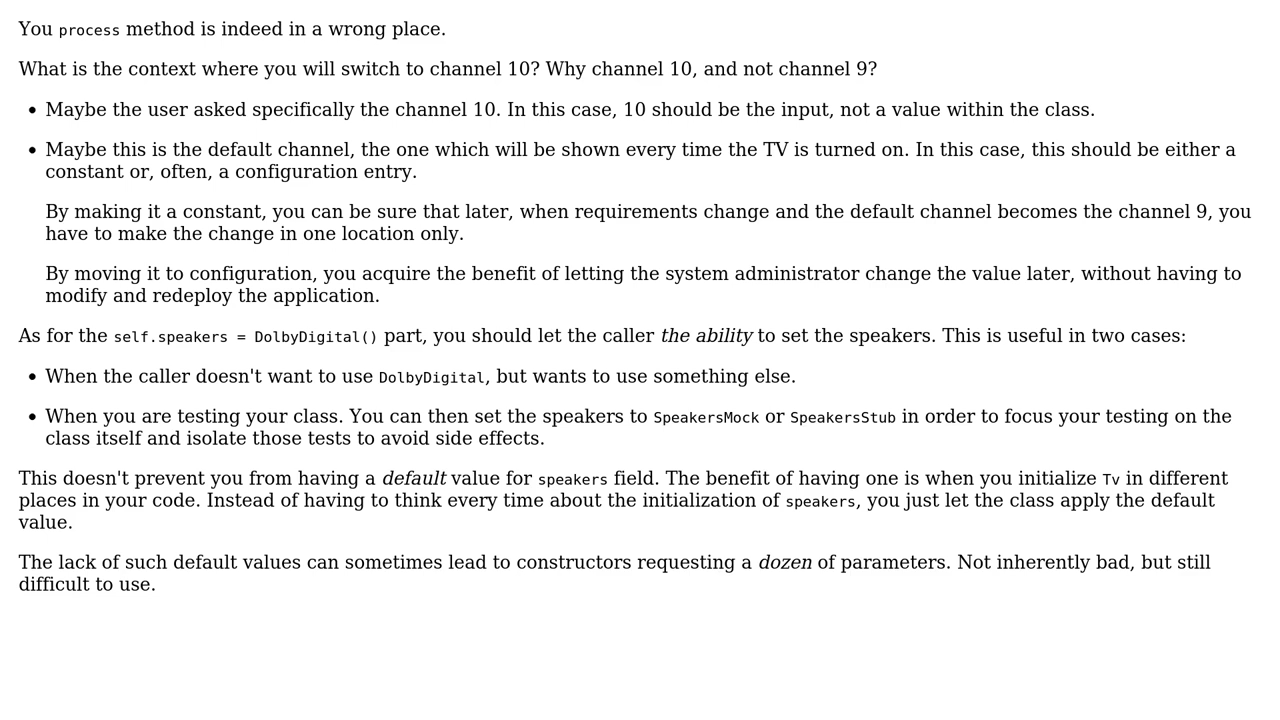 You process method is indeed in a wrong place.
What is the context where you will switch to channel 10? Why channel 10, and not channel 9?
• Maybe the user asked specifically the channel 10. In this case, 10 should be the input, not a value within the class.
• Maybe this is the default channel, the one which will be shown every time the TV is turned on. In this case, this should be either a
constant or, often, a configuration entry.
By making it a constant, you can be sure that later, when requirements change and the default channel becomes the channel 9, you
have to make the change in one location only.
By moving it to configuration, you acquire the benefit of letting the system administrator change the value later, without having to
modify and redeploy the application.
As for the self.speakers = DolbyDigital() part, you should let the caller the ability to set the speakers. This is useful in two cases:
• When the caller doesn't want to use DolbyDigital, but wants to use something else.
• When you are testing your class. You can then set the speakers to SpeakersMock or SpeakersStub in order to focus your testing on the
class itself and isolate those tests to avoid side effects.
This doesn't prevent you from having a default value for speakers field. The benefit of having one is when you initialize Tv in different
places in your code. Instead of having to think every time about the initialization of speakers, you just let the class apply the default
value.
The lack of such default values can sometimes lead to constructors requesting a dozen of parameters. Not inherently bad, but still
difficult to use.